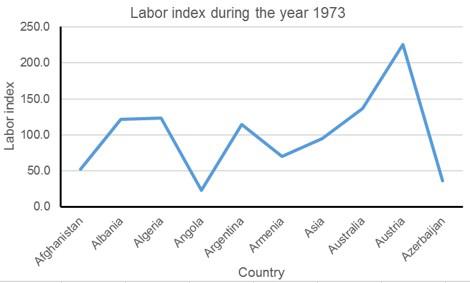 Labor index during the year 1973
Labor index
250.0
200.0
150.0
100.0
50.0
0.0
Afghanistan
Albania
Algeria
Angola
Argentina
Armenia
Asia
Australia
Austria
Azerbaijan
Country